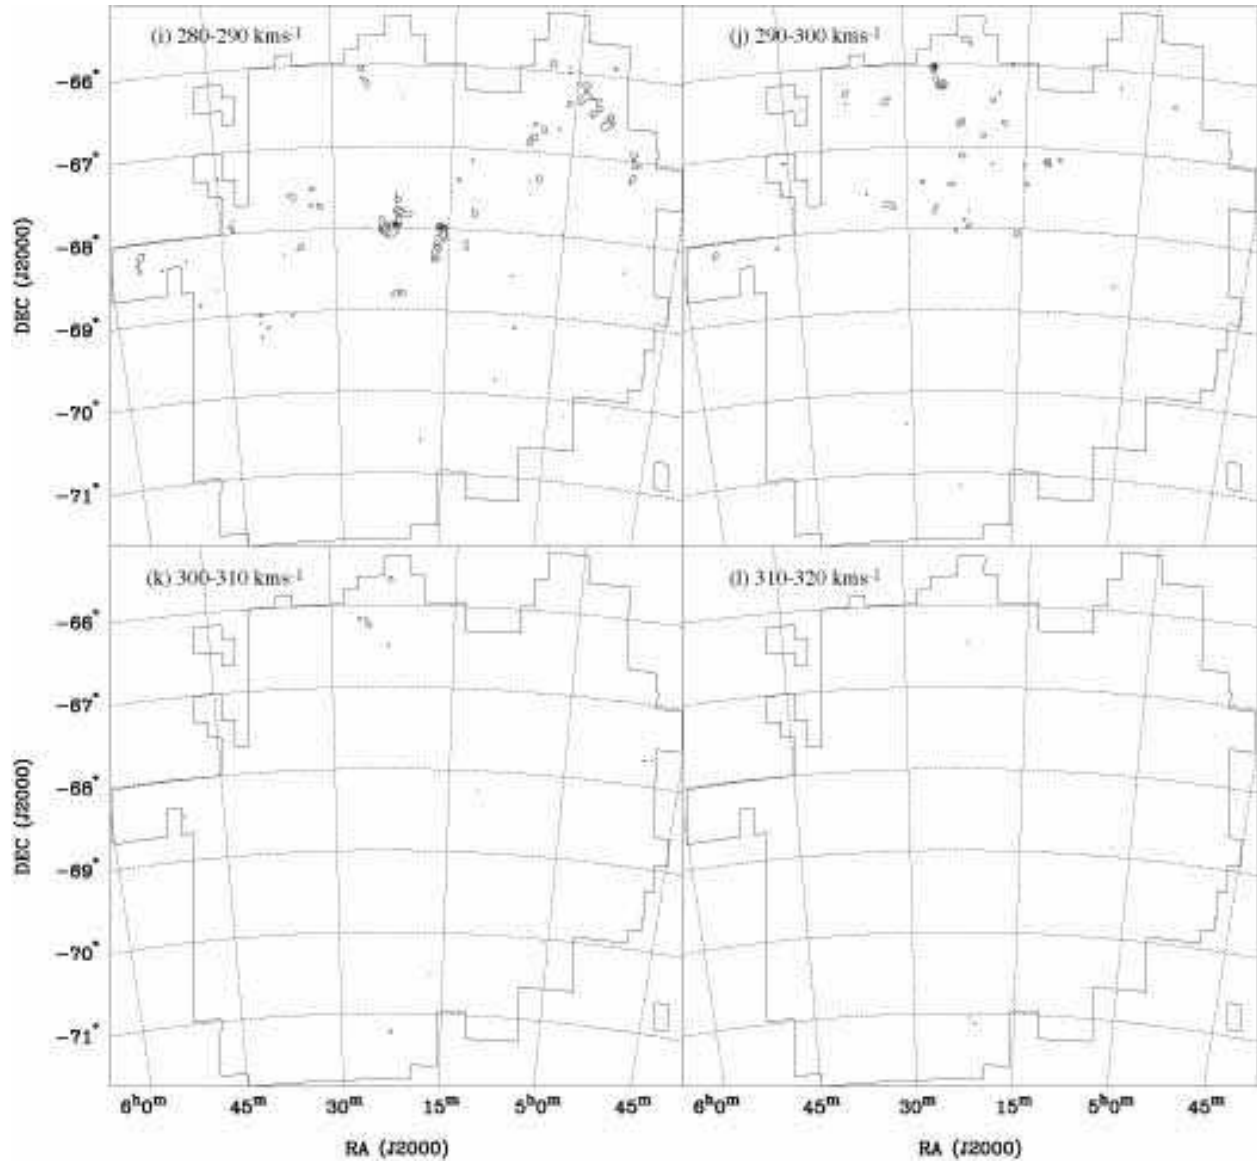 (i) 280-290 kms⁻¹
(j) 290-300 kms⁻¹
-66°
-67°
-68°
-69°
-70°
-71°
DEC (J2000)
(k) 300-310 kms⁻¹
(l) 310-320 kms⁻¹
-66°
-67°
-68°
-69°
-70°
-71°
DEC (J2000)
6ʰ0ᵐ 45ᵐ 30ᵐ 15ᵐ 5ʰ0ᵐ 45ᵐ 6ʰ0ᵐ 45ᵐ 30ᵐ 15ᵐ 5ʰ0ᵐ 45ᵐ
RA (J2000) RA (J2000)